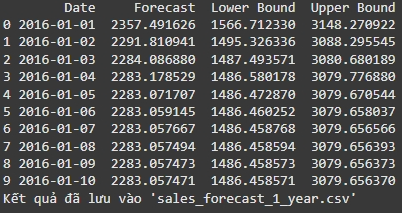 Date Forecast Lower Bound Upper Bound
0 2016-01-01 2357.491626 1566.712330 3148.270922
1 2016-01-02 2291.810941 1495.326336 3088.295545
2 2016-01-03 2284.086880 1487.493571 3080.680189
3 2016-01-04 2283.178529 1486.580178 3079.776880
4 2016-01-05 2283.071707 1486.472870 3079.670544
5 2016-01-06 2283.059145 1486.460252 3079.658037
6 2016-01-07 2283.057667 1486.458768 3079.656566
7 2016-01-08 2283.057494 1486.458594 3079.656393
8 2016-01-09 2283.057473 1486.458573 3079.656373
9 2016-01-10 2283.057471 1486.458571 3079.656370
Kết quả đã lưu vào 'sales_forecast_1_year.csv'